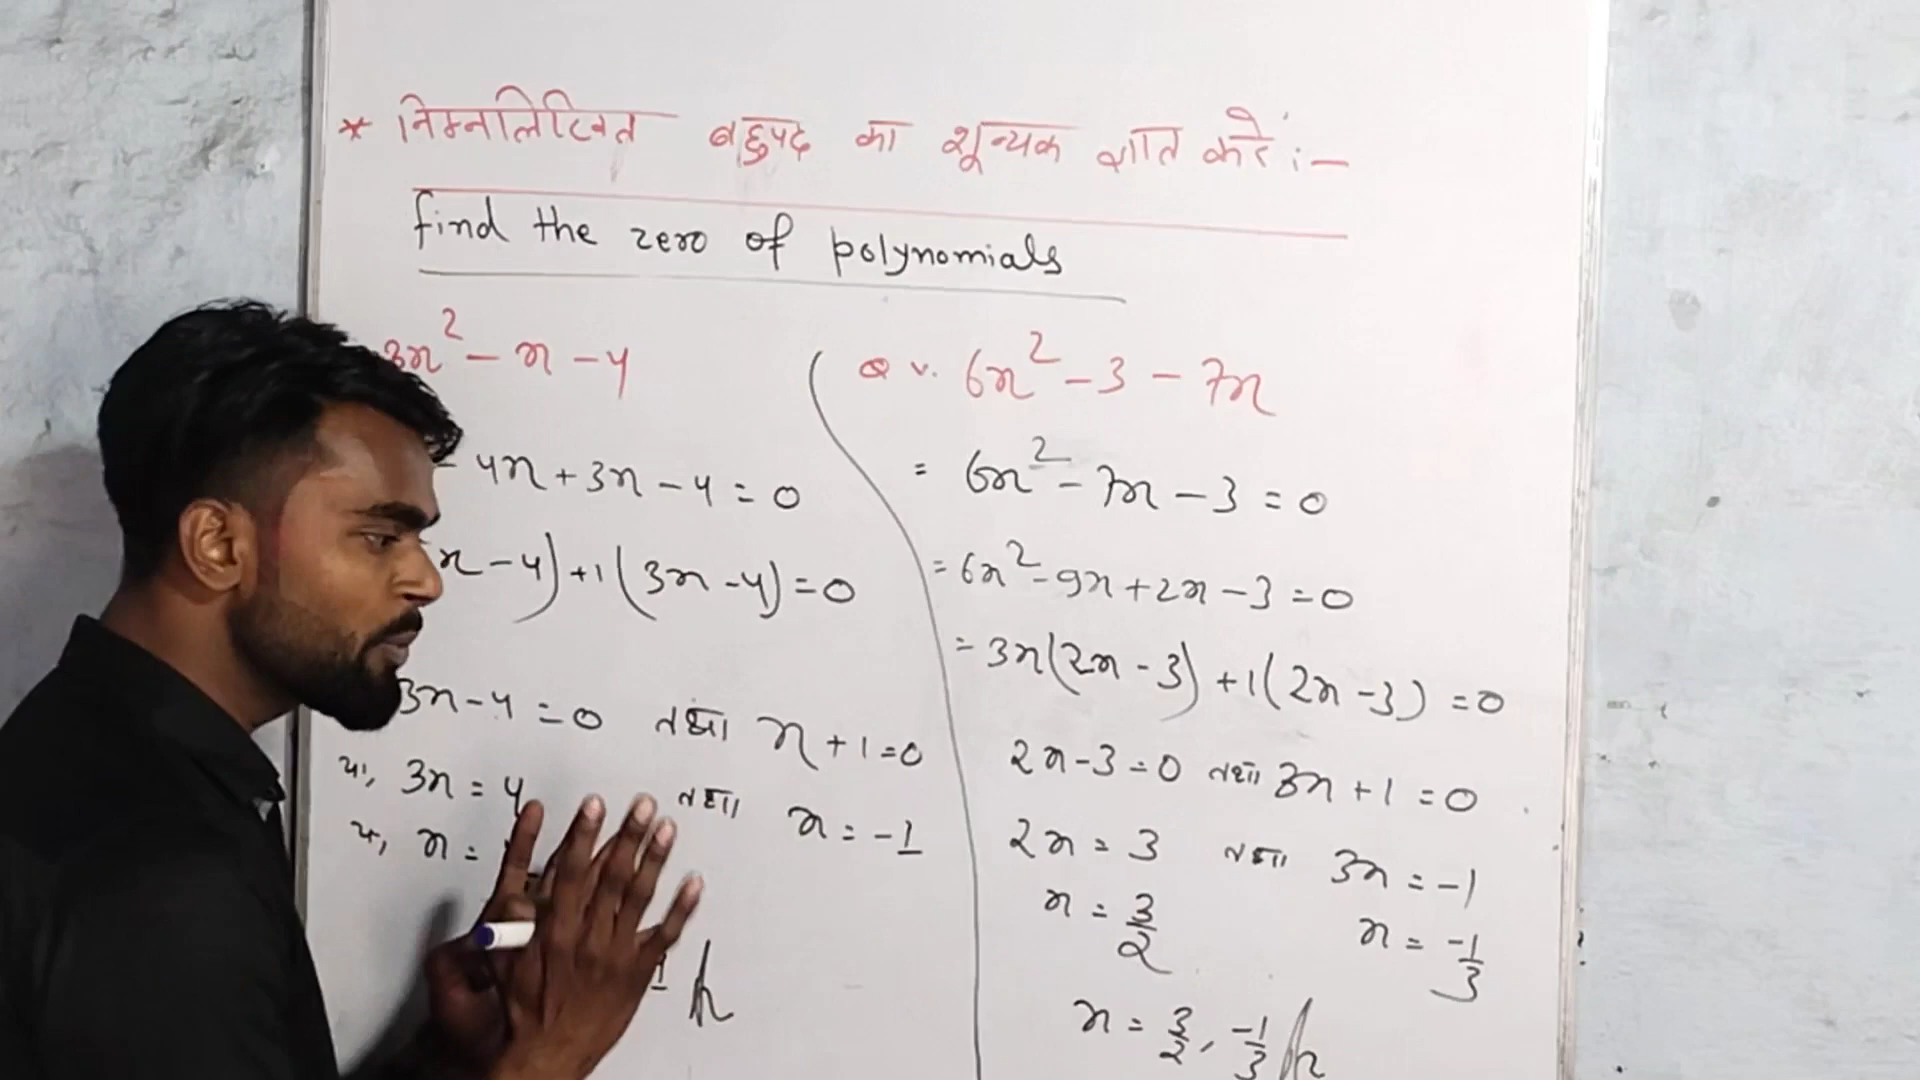 * निम्नलिखित बहुपद का शून्यक ज्ञात करें :-
find the zero of polynomials
3x² - x - 4
- 4x + 3x - 4 = 0
x - 4) + 1(3x - 4) = 0
3x - 4 = 0 तथा x + 1 = 0
या, 3x = 4 तथा x = -1
या, x =
Q v. 6x² - 3 - 7x
= 6x² - 7x - 3 = 0
= 6x² - 9x + 2x - 3 = 0
= 3x(2x - 3) + 1(2x - 3) = 0
2x - 3 = 0 तथा 3x + 1 = 0
2x = 3 तथा 3x = -1
x = 3/2 x = -1/3
x = 3/2, -1/3